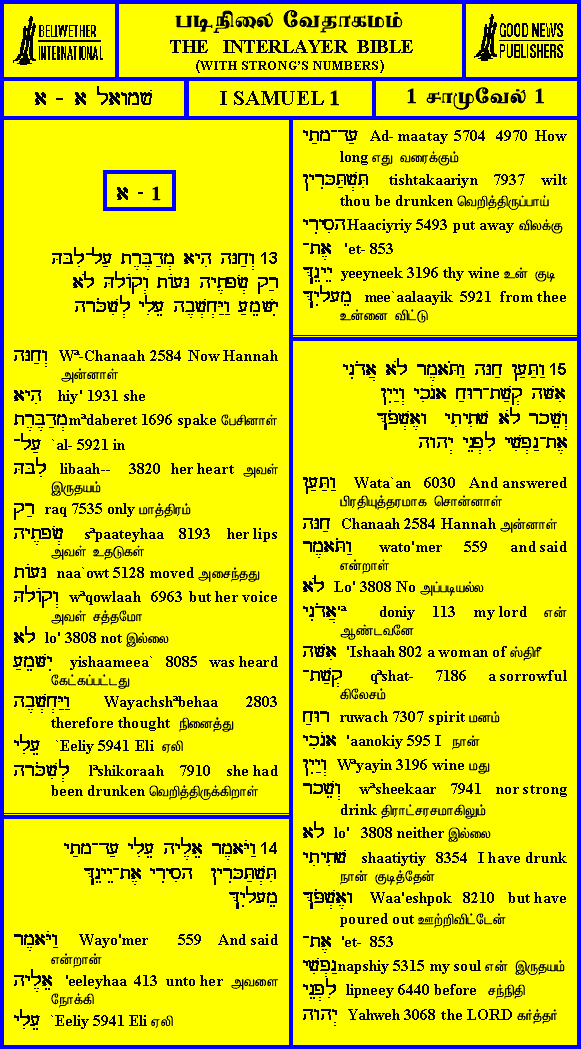 BELLWETHER
INTERNATIONAL
படிநிலை வேதாகமம்
THE INTERLAYER BIBLE
(WITH STRONG'S NUMBERS)
GOOD NEWS
PUBLISHERS
שמואל א - א
I SAMUEL 1
1 சாமுவேல் 1
א - 1
13 וְחַנָּה הִיא מְדַבֶּרֶת עַל־לִבָּהּ
רַק שְׂפָתֶיהָ נָּעוֹת וְקוֹלָהּ לֹא
יִשָּׁמֵעַ וַיַּחְשְׁבֶהָ עֵלִי לְשִׁכֹּרָה
וְחַנָּה Wª-Chanaah 2584 Now Hannah
அன்னாள்
הִיא hiy' 1931 she
מְדַבֶּרֶת mªdaberet 1696 spake பேசினாள்
עַל־ `al- 5921 in
לִבָּהּ libaah-- 3820 her heart அவள்
இருதயம்
רַק raq 7535 only மாத்திரம்
שְׂפָתֶיהָ sªpaateyhaa 8193 her lips
அவள் உதடுகள்
נָּעוֹת naa`owt 5128 moved அசைந்தது
וְקוֹלָהּ wªqowlaah 6963 but her voice
அவள் சத்தமோ
לֹא lo' 3808 not இல்லை
יִשָּׁמֵעַ yishaameea` 8085 was heard
கேட்கப்பட்டது
וַיַּחְשְׁבֶהָ Wayachshªbehaa 2803
therefore thought நினைத்து
עֵלִי `Eeliy 5941 Eli ஏலி
לְשִׁכֹּרָה lªshikoraah 7910 she had
been drunken வெறித்திருக்கிறாள்
14 וַיֹּאמֶר אֵלֶיהָ עֵלִי עַד־מָתַי
תִּשְׁתַּכָּרִין הָסִירִי אֶת־יֵינֵךְ
מֵעָלָיִךְ
וַיֹּאמֶר Wayo'mer 559 And said
என்றான்
אֵלֶיהָ 'eeleyhaa 413 unto her அவளை
நோக்கி
עֵלִי `Eeliy 5941 Eli ஏலி
עַד־מָתַי Ad- maatay 5704 4970 How
long எது வரைக்கும்
תִּשְׁתַּכָּרִין tishtakaariyn 7937 wilt
thou be drunken வெறித்திருப்பாய்
הָסִירִי Haaciyriy 5493 put away விலக்கு
אֶת־ 'et- 853
יֵינֵךְ yeeyneek 3196 thy wine உன் குடி
מֵעָלָיִךְ mee`aalaayik 5921 from thee
உன்னை விட்டு
15 וַתַּעַן חַנָּה וַתֹּאמֶר לֹא אֲדֹנִי
אִשָּׁה קְשַׁת־רוּחַ אָנֹכִי וְיַיִן
וְשֵׁכָר לֹא שָׁתִיתִי וָאֶשְׁפֹּךְ
אֶת־נַפְשִׁי לִפְנֵי יְהוָה
וַתַּעַן Wata`an 6030 And answered
பிரதியுத்தரமாக சொன்னாள்
חַנָּה Chanaah 2584 Hannah அன்னாள்
וַתֹּאמֶר wato'mer 559 and said
என்றாள்
לֹא Lo' 3808 No அப்படியல்ல
אֲדֹנִי 'ªdoniy 113 my lord என்
ஆண்டவனே
אִשָּׁה 'Ishaah 802 a woman of ஸ்திரீ
קְשַׁת־ qªshat- 7186 a sorrowful
கிலேசம்
רוּחַ ruwach 7307 spirit மனம்
אָנֹכִי 'aanokiy 595 I நான்
וְיַיִן Wªyayin 3196 wine மது
וְשֵׁכָר wªsheekaar 7941 nor strong
drink திராட்சரசமாகிலும்
לֹא lo' 3808 neither இல்லை
שָׁתִיתִי shaatiytiy 8354 I have drunk
நான் குடித்தேன்
וָאֶשְׁפֹּךְ Waa'eshpok 8210 but have
poured out ஊற்றிவிட்டேன்
אֶת־ 'et- 853
נַפְשִׁי napshiy 5315 my soul என் இருதயம்
לִפְנֵי lipneey 6440 before சந்நிதி
יְהוָה Yahweh 3068 the LORD கர்த்தர்